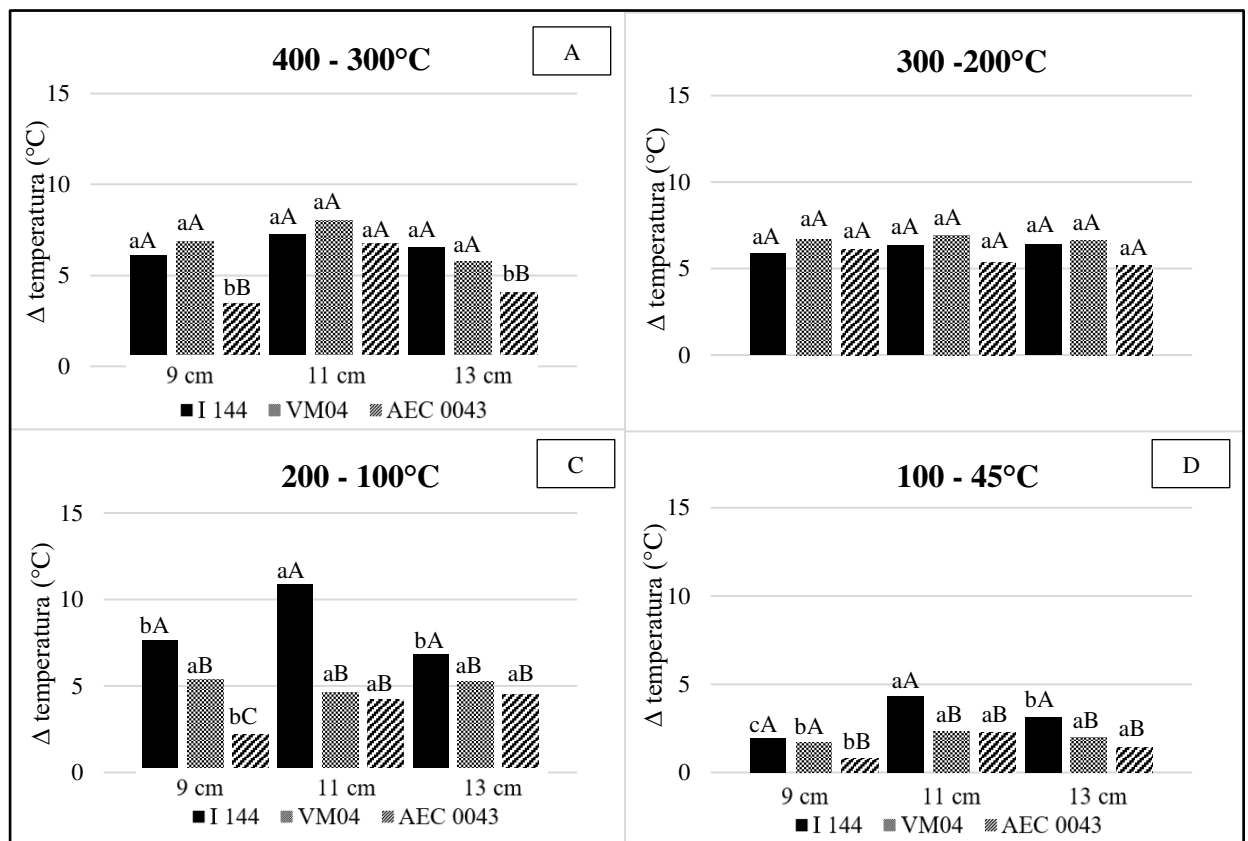 400 - 300°C
A
Δ temperatura (°C)
15
10
5
0
aA aA bB aA aA aA aA aA bB
9 cm 11 cm 13 cm
I 144 VM04 AEC 0043
300 -200°C
Δ temperatura (°C)
15
10
5
0
aA aA aA aA aA aA aA aA aA
200 - 100°C
C
Δ temperatura (°C)
15
10
5
0
bA aB bC aA aB aB bA aB aB
9 cm 11 cm 13 cm
I 144 VM04 AEC 0043
100 - 45°C
D
Δ temperatura (°C)
15
10
5
0
cA bA bB aA aB aB bA aB aB
9 cm 11 cm 13 cm
I 144 VM04 AEC 0043